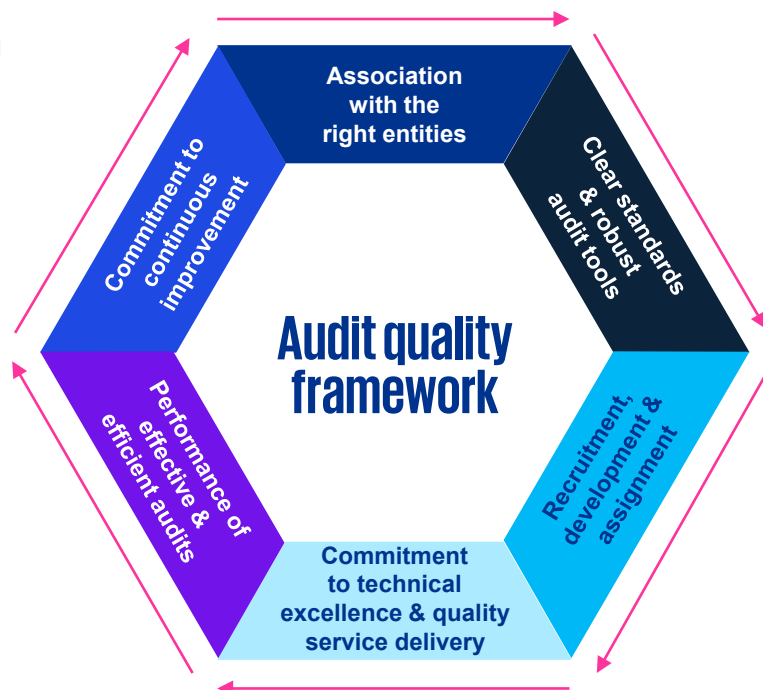 Association
with the
right entities
Clear standards
& robust
audit tools
Recruitment,
development &
assignment
Commitment
to technical
excellence & quality
service delivery
Performance of
effective &
efficient audits
Commitment to
continuous
improvement
Audit quality
framework